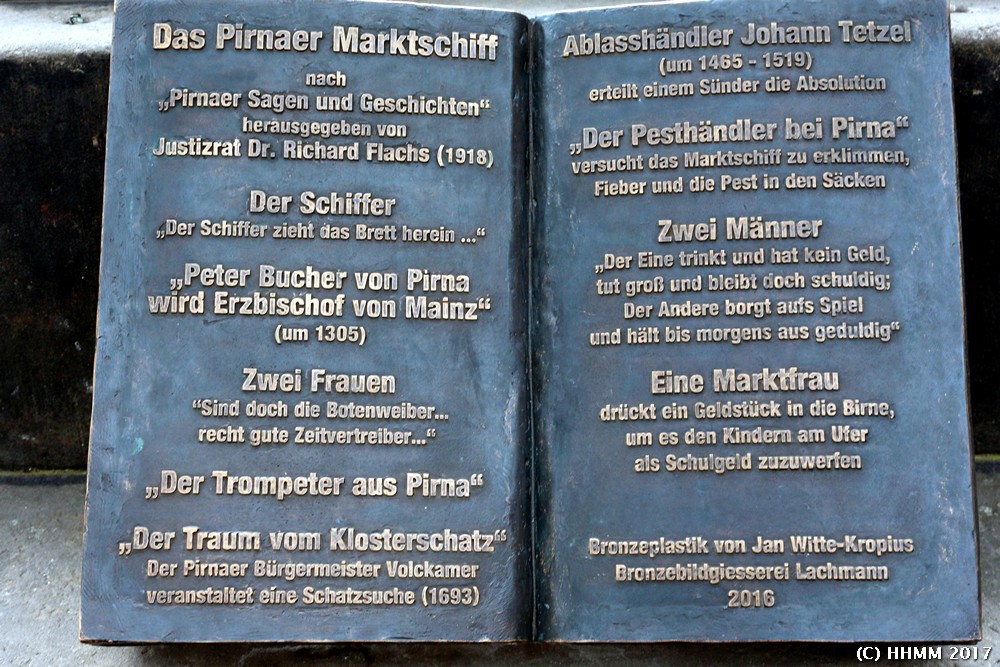 Das Pirnaer Marktschiff
nach
„Pirnaer Sagen und Geschichten“
herausgegeben von
Justizrat Dr. Richard Flachs (1918)
Der Schiffer
„Der Schiffer zieht das Brett herein ...“
„Peter Bucher von Pirna
wird Erzbischof von Mainz“
(um 1305)
Zwei Frauen
“Sind doch die Botenweiber...
recht gute Zeitvertreiber...“
„Der Trompeter aus Pirna“
„Der Traum vom Klosterschatz“
Der Pirnaer Bürgermeister Volckamer
veranstaltet eine Schatzsuche (1693)
Ablasshändler Johann Tetzel
(um 1465 - 1519)
erteilt einem Sünder die Absolution
„Der Pesthändler bei Pirna“
versucht das Marktschiff zu erklimmen,
Fieber und die Pest in den Säcken
Zwei Männer
„Der Eine trinkt und hat kein Geld,
tut groß und bleibt doch schuldig;
Der Andere borgt aufs Spiel
und hält bis morgens aus geduldig“
Eine Marktfrau
drückt ein Geldstück in die Birne,
um es den Kindern am Ufer
als Schulgeld zuzuwerfen
Bronzeplastik von Jan Witte-Kropius
Bronzebildgiesserei Lachmann
2016
(C) HHMM 2017